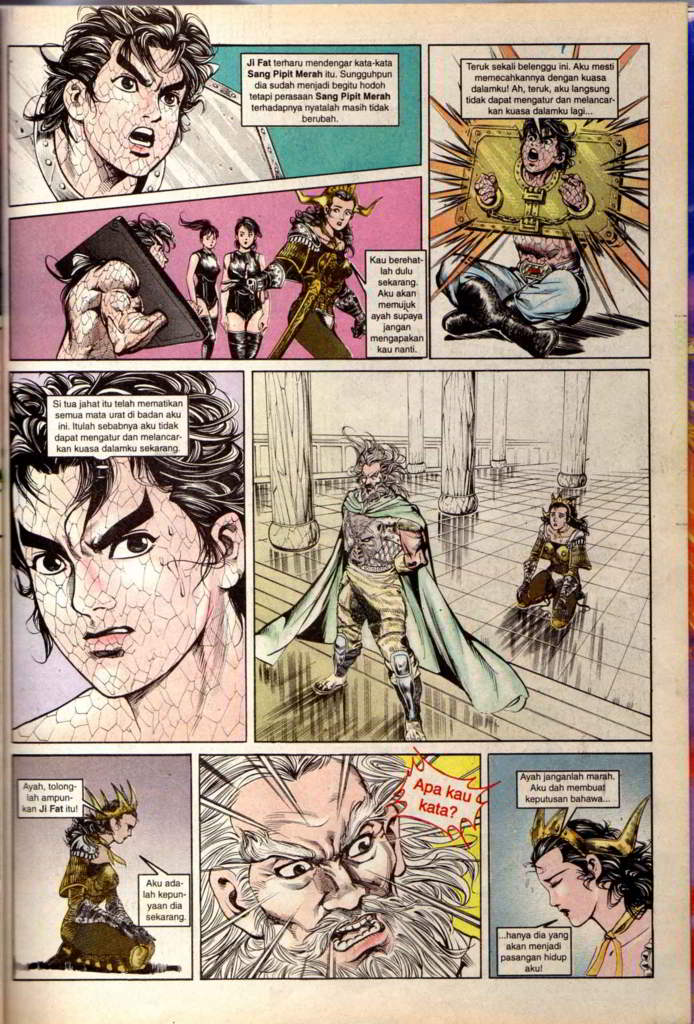 Ji Fat terharu mendengar kata-kata
Sang Pipit Merah itu. Sungguhpun
dia sudah menjadi begitu hodoh
tetapi perasaan Sang Pipit Merah
terhadapnya nyatalah masih tidak
berubah.
Teruk sekali belenggu ini. Aku mesti
memecahkannya dengan kuasa
dalamku! Ah, teruk, aku langsung
tidak dapat mengatur dan melancar-
kan kuasa dalamku lagi...
Kau berehat-
lah dulu
sekarang.
Aku akan
memujuk
ayah supaya
jangan
mengapakan
kau nanti.
Si tua jahat itu telah mematikan
semua mata urat di badan aku
ini. Itulah sebabnya aku tidak
dapat mengatur dan melancar-
kan kuasa dalamku sekarang.
Ayah, tolong-
lah ampun-
kan Ji Fat itu!
Aku ada-
lah kepun-
yaan dia
sekarang.
Apa kau
kata?
Ayah janganlah marah.
Aku dah membuat
keputusan bahawa...
...hanya dia yang
akan menjadi
pasangan hidup
aku!